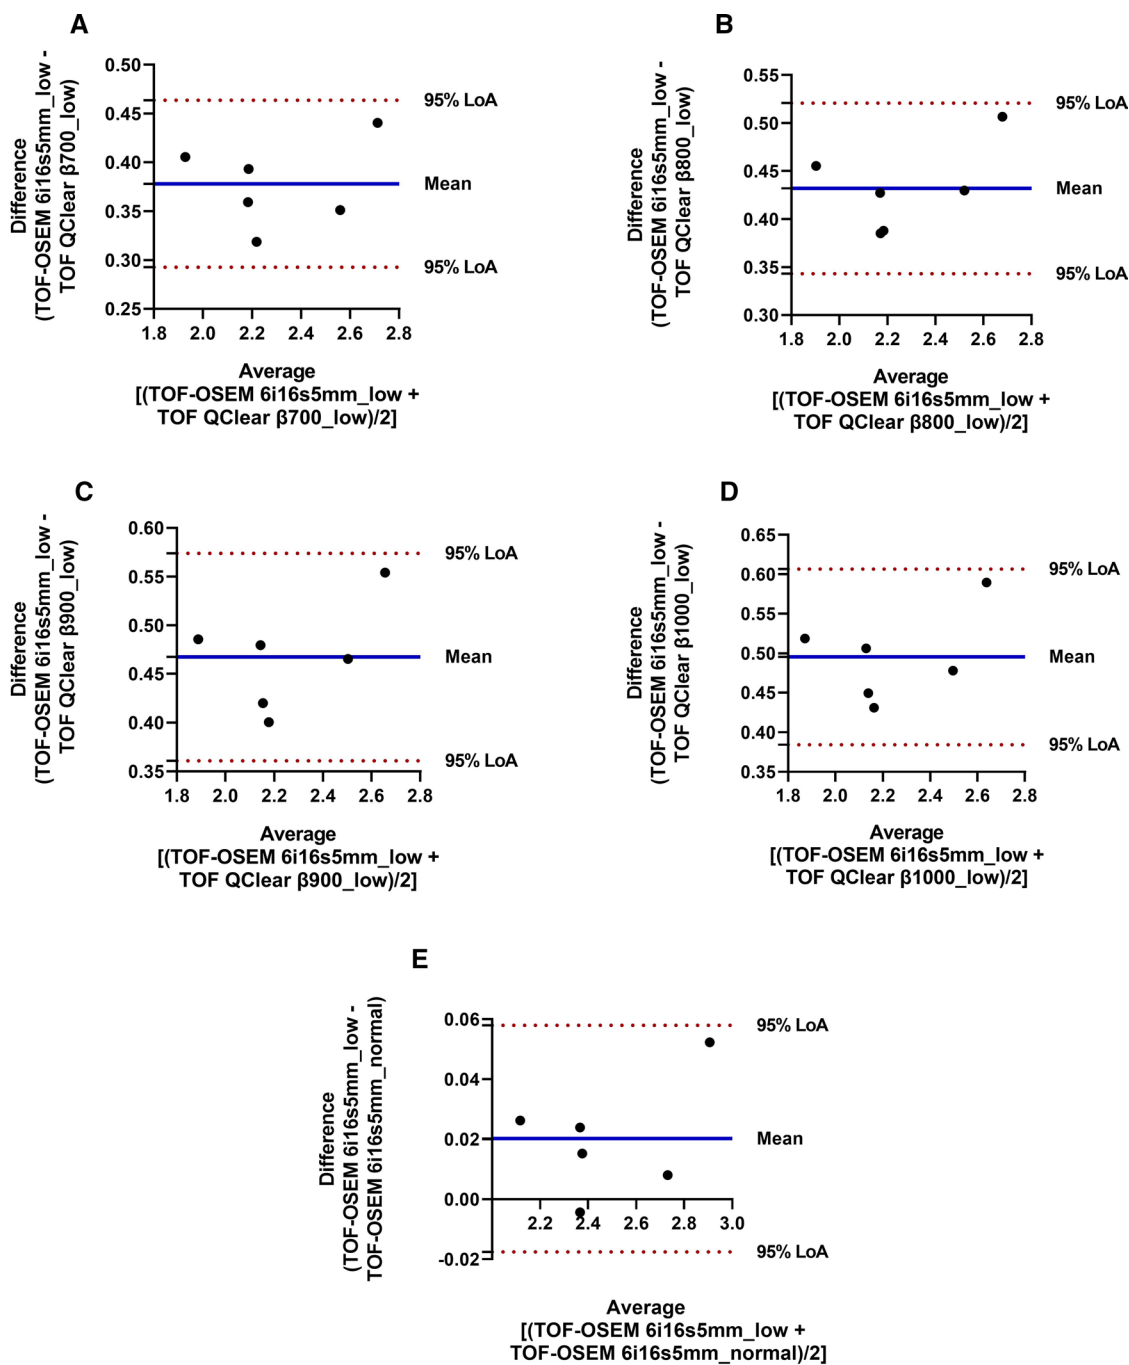 A
Difference
(TOF-OSEM 6i16s5mm_low -
TOF QClear β700_low)
0.50
0.45
0.40
0.35
0.30
0.25
95% LoA
Mean
95% LoA
1.8 2.0 2.2 2.4 2.6 2.8
Average
[(TOF-OSEM 6i16s5mm_low +
TOF QClear β700_low)/2]
B
Difference
(TOF-OSEM 6i16s5mm_low -
TOF QClear β800_low)
0.55
0.50
0.45
0.40
0.35
0.30
95% LoA
Mean
95% LoA
1.8 2.0 2.2 2.4 2.6 2.8
Average
[(TOF-OSEM 6i16s5mm_low +
TOF QClear β800_low)/2]
C
Difference
(TOF-OSEM 6i16s5mm_low -
TOF QClear β900_low)
0.60
0.55
0.50
0.45
0.40
0.35
95% LoA
Mean
95% LoA
1.8 2.0 2.2 2.4 2.6 2.8
Average
[(TOF-OSEM 6i16s5mm_low +
TOF QClear β900_low)/2]
D
Difference
(TOF-OSEM 6i16s5mm_low -
TOF QClear β1000_low)
0.65
0.60
0.55
0.50
0.45
0.40
0.35
95% LoA
Mean
95% LoA
1.8 2.0 2.2 2.4 2.6 2.8
Average
[(TOF-OSEM 6i16s5mm_low +
TOF QClear β1000_low)/2]
E
Difference
(TOF-OSEM 6i16s5mm_low -
TOF-OSEM 6i16s5mm_normal)
0.06
0.04
0.02
0.00
-0.02
95% LoA
Mean
95% LoA
2.2 2.4 2.6 2.8 3.0
Average
[(TOF-OSEM 6i16s5mm_low +
TOF-OSEM 6i16s5mm_normal)/2]